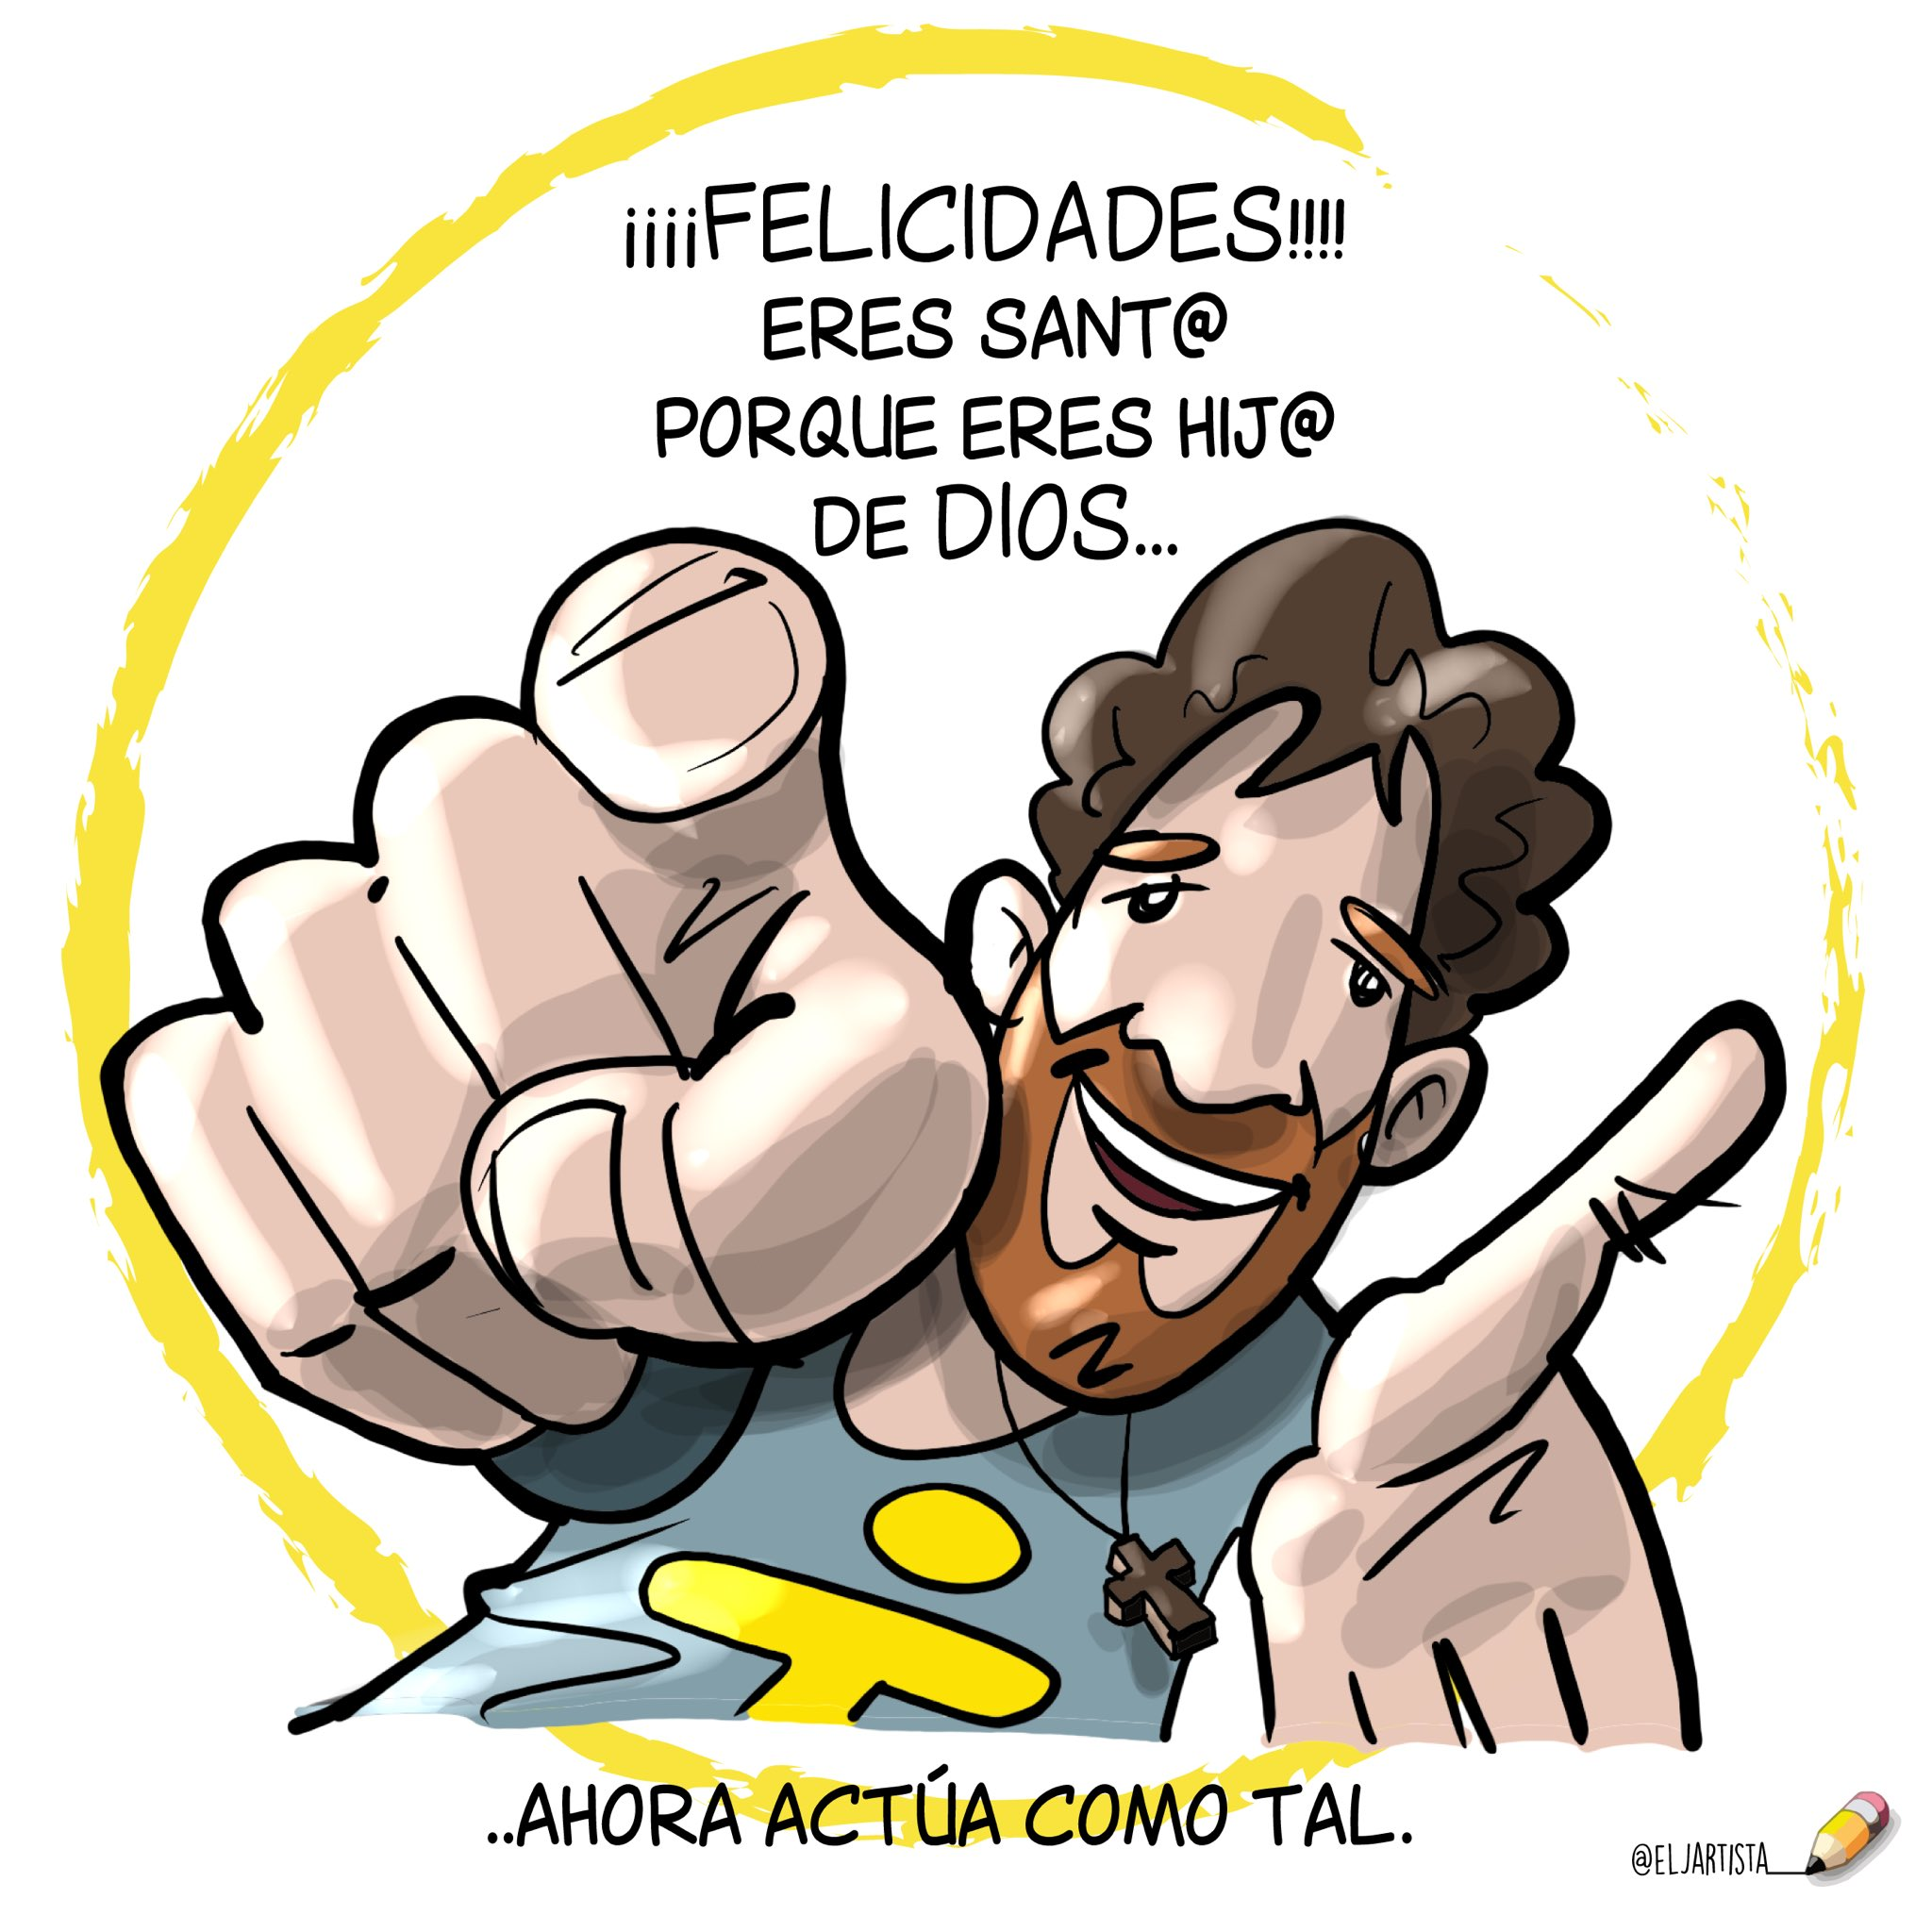 ¡¡¡¡FELICIDADES!!!!
ERES SANT@
PORQUE ERES HIJ@
DE DIOS...
..AHORA ACTÚA COMO TAL.
@ELJARTISTA